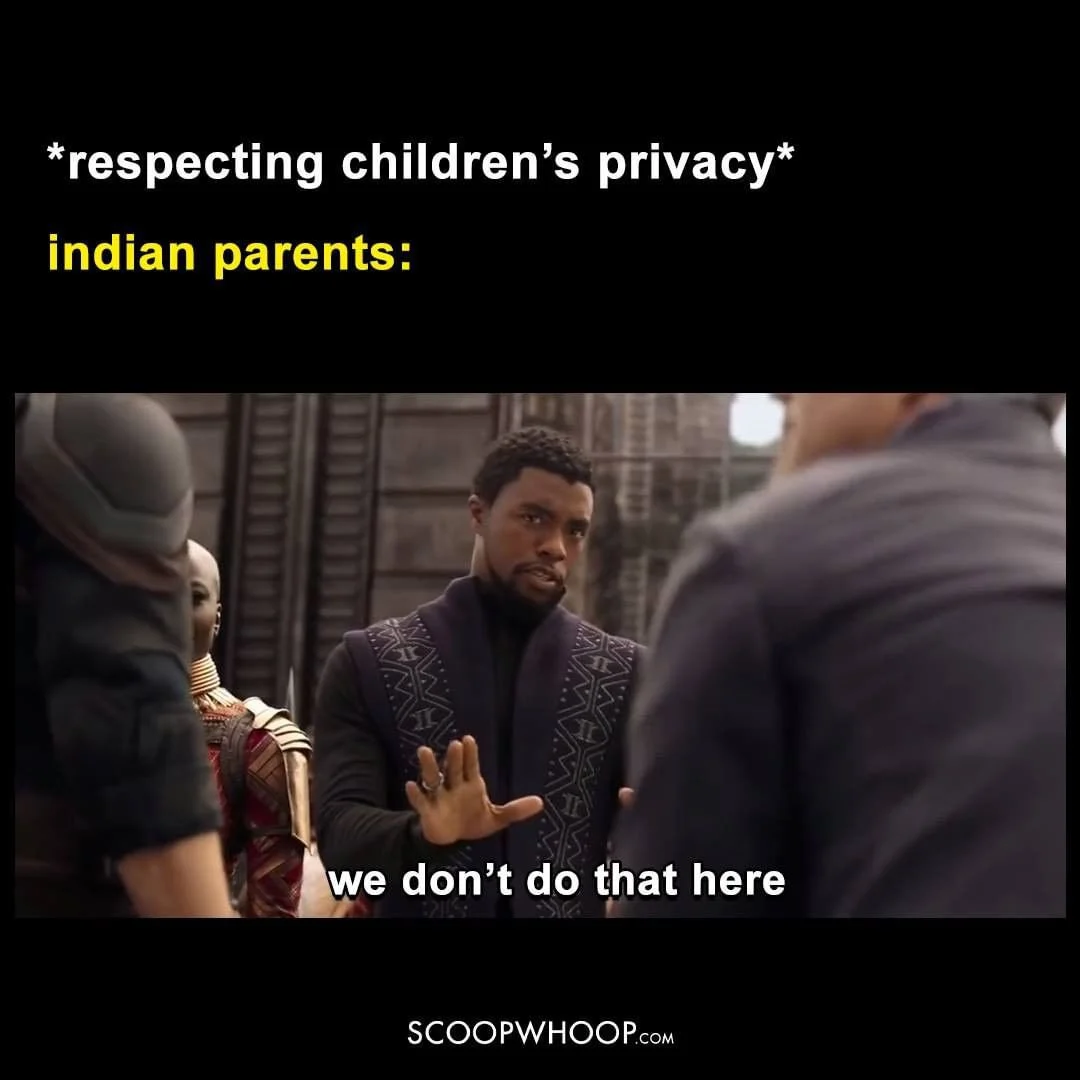 *respecting children’s privacy*
indian parents:
we don’t do that here
SCOOPWHOOP.COM